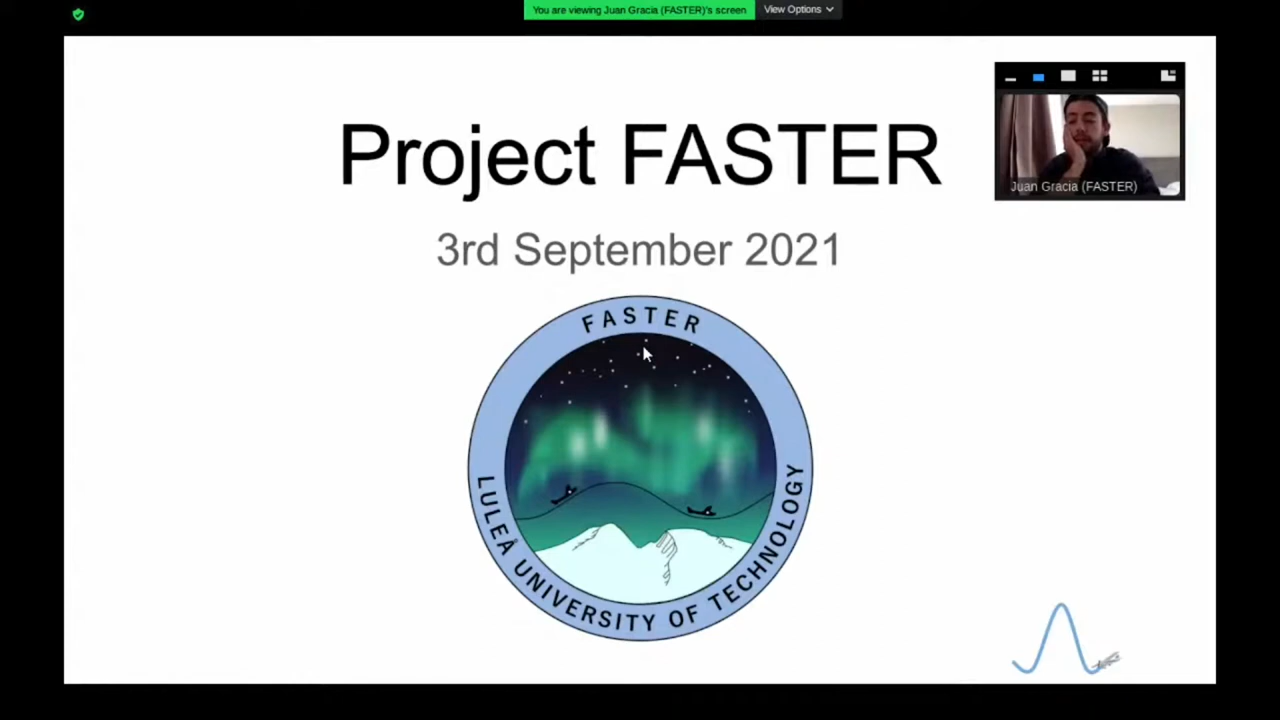 You are viewing Juan Gracia (FASTER)'s screen
View Options
Project FASTER
Juan Gracia (FASTER)
3rd September 2021
FASTER
LULEÅ UNIVERSITY OF TECHNOLOGY